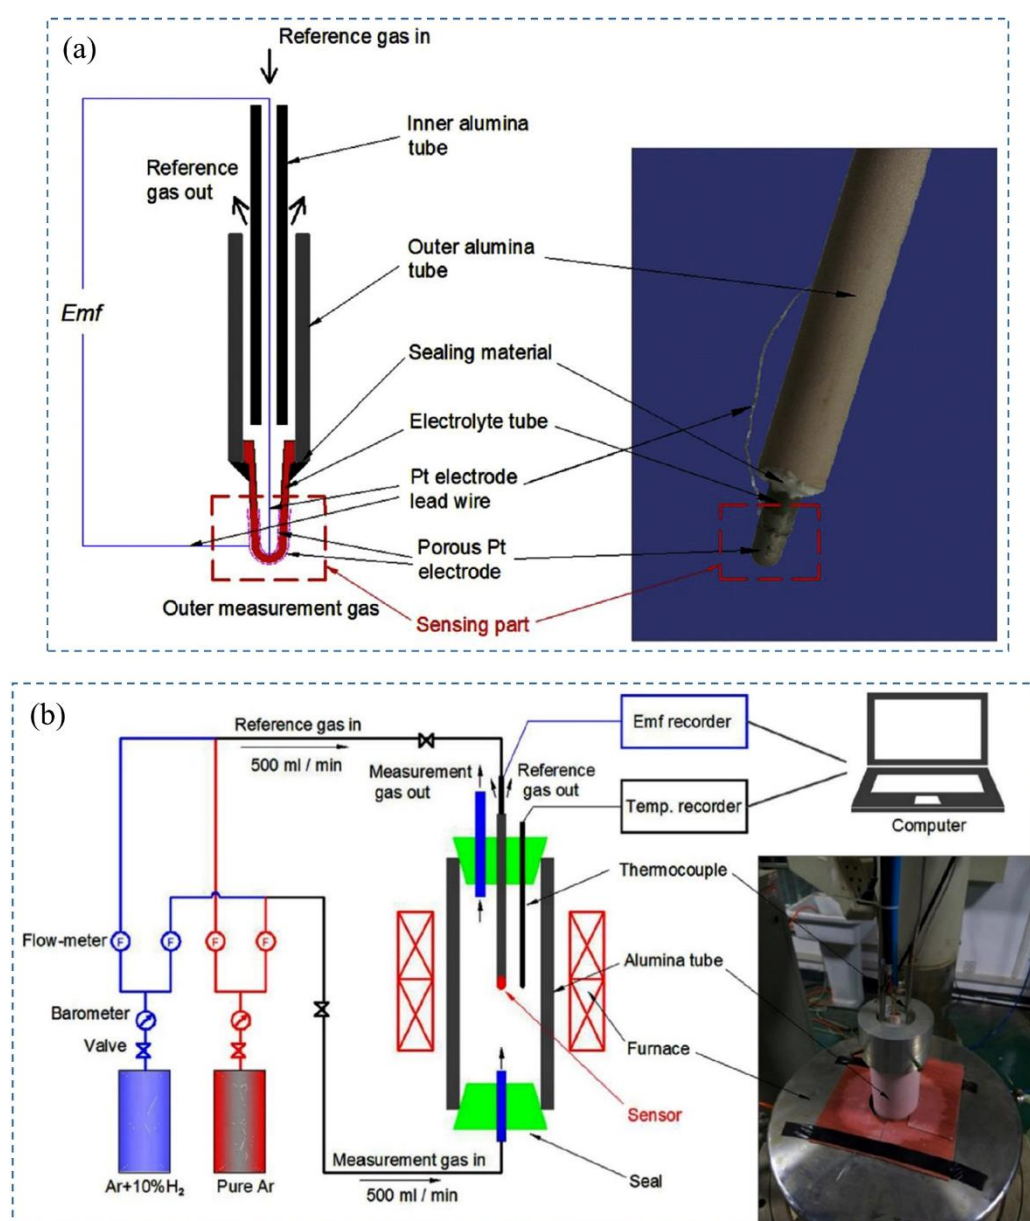 (a)
Reference gas in
Inner alumina
tube
Reference
gas out
Outer alumina
tube
Emf
Sealing material
Electrolyte tube
Pt electrode
lead wire
Porous Pt
electrode
Outer measurement gas
Sensing part
(b)
Reference gas in
500 ml / min
Measurement
gas out
Reference
gas out
Emf recorder
Temp. recorder
Computer
Thermocouple
Flow-meter
F
F
F
F
Alumina tube
Barometer
Valve
Furnace
Sensor
Measurement gas in
500 ml / min
Seal
Ar+10%H₂
Pure Ar